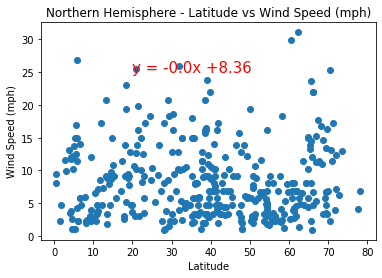 Northern Hemisphere - Latitude vs Wind Speed (mph)
30
25
20
15
10
5
0
Wind Speed (mph)
y = -0.0x +8.36
0 10 20 30 40 50 60 70 80
Latitude